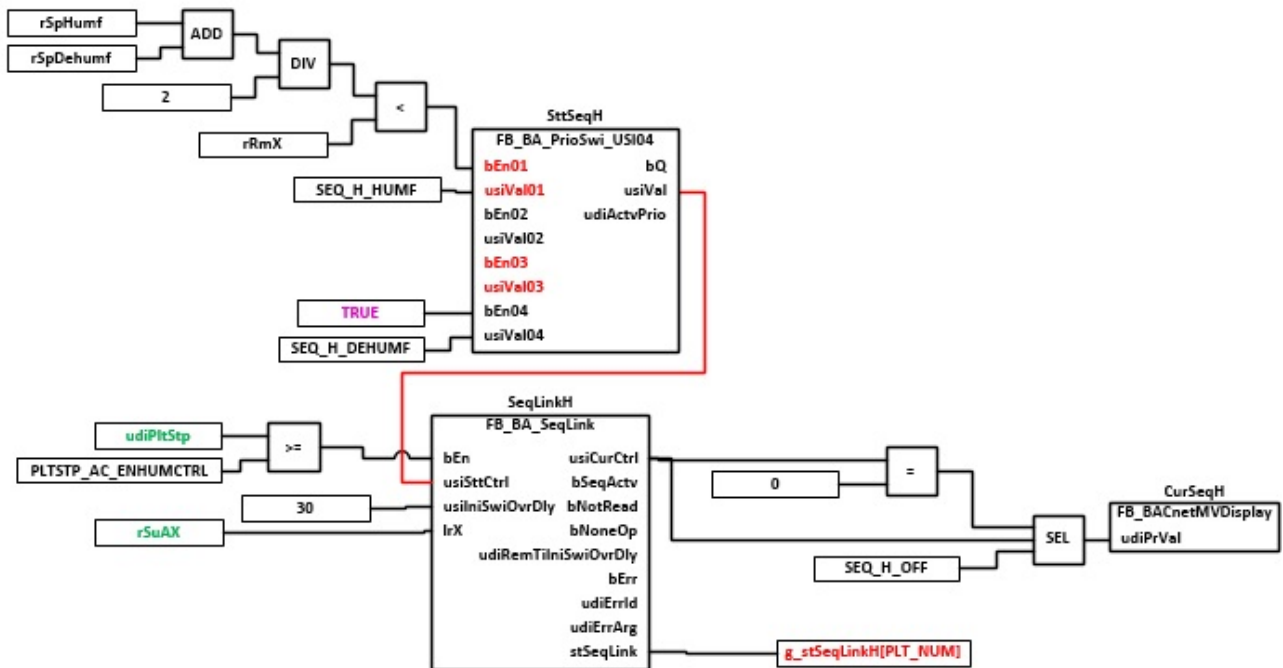 rSpHumf
ADD
rSpDehumf
DIV
2
<
rRmX
SttSeqH
FB_BA_PrioSwi_USI04
bEn01
bQ
SEQ_H_HUMF
usiVal01
usiVal
bEn02
udiActvPrio
usiVal02
bEn03
usiVal03
TRUE
bEn04
SEQ_H_DEHUMF
usiVal04
SeqLinkH
FB_BA_SeqLink
udiPltStp
>=
PLTSTP_AC_ENHUMCTRL
bEn
usiCurCtrl
usiSttCtrl
bSeqActv
0
=
30
usiIniSwiOvrDly
bNotRead
CurSeqH
FB_BACnetMVDisplay
rSuAX
lrX
bNoneOp
SEL
udiPrVal
udiRemTiIniSwiOvrDly
SEQ_H_OFF
bErr
udiErrId
udiErrArg
stSeqLink
g_stSeqLinkH[PLT_NUM]